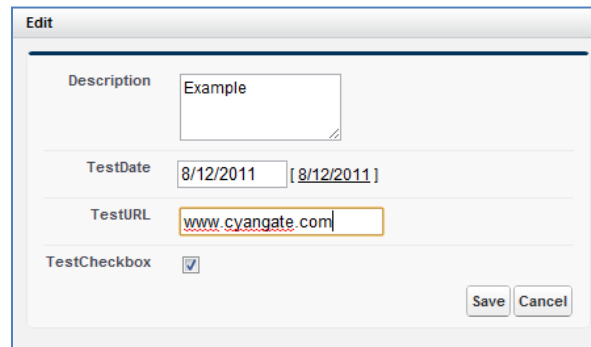 Edit
Description Example
TestDate 8/12/2011 [ 8/12/2011 ]
TestURL www.cyangate.com
TestCheckbox
Save Cancel